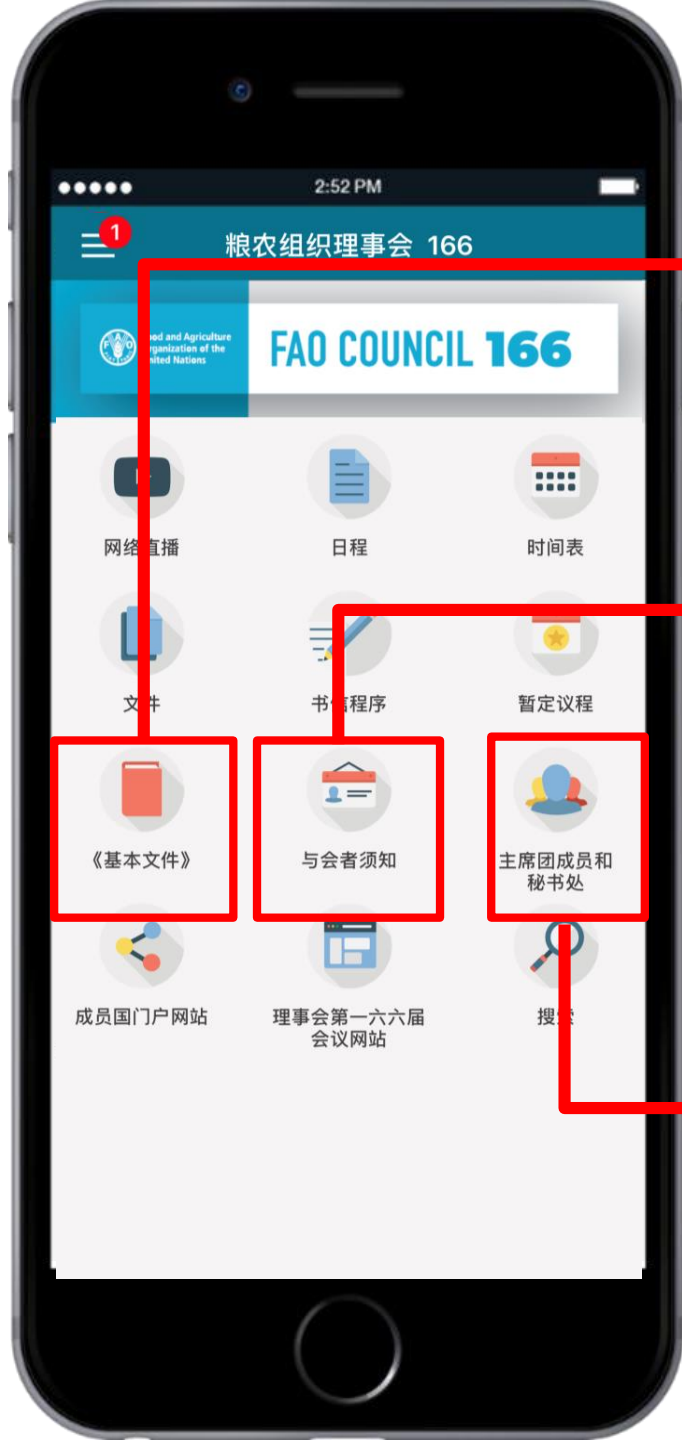 2:52 PM
1
粮农组织理事会 166
Food and Agriculture
Organization of the
United Nations
FAO COUNCIL 166
网络直播
日程
时间表
文件
书信程序
暂定议程
《基本文件》
与会者须知
主席团成员和
秘书处
成员国门户网站
理事会第一六六届
会议网站
搜索